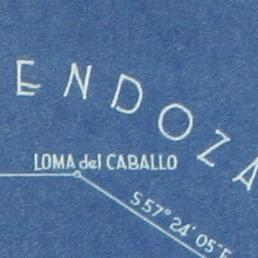 ENDOZA
LOMA del CABALLO
S 57° 24' 05" E